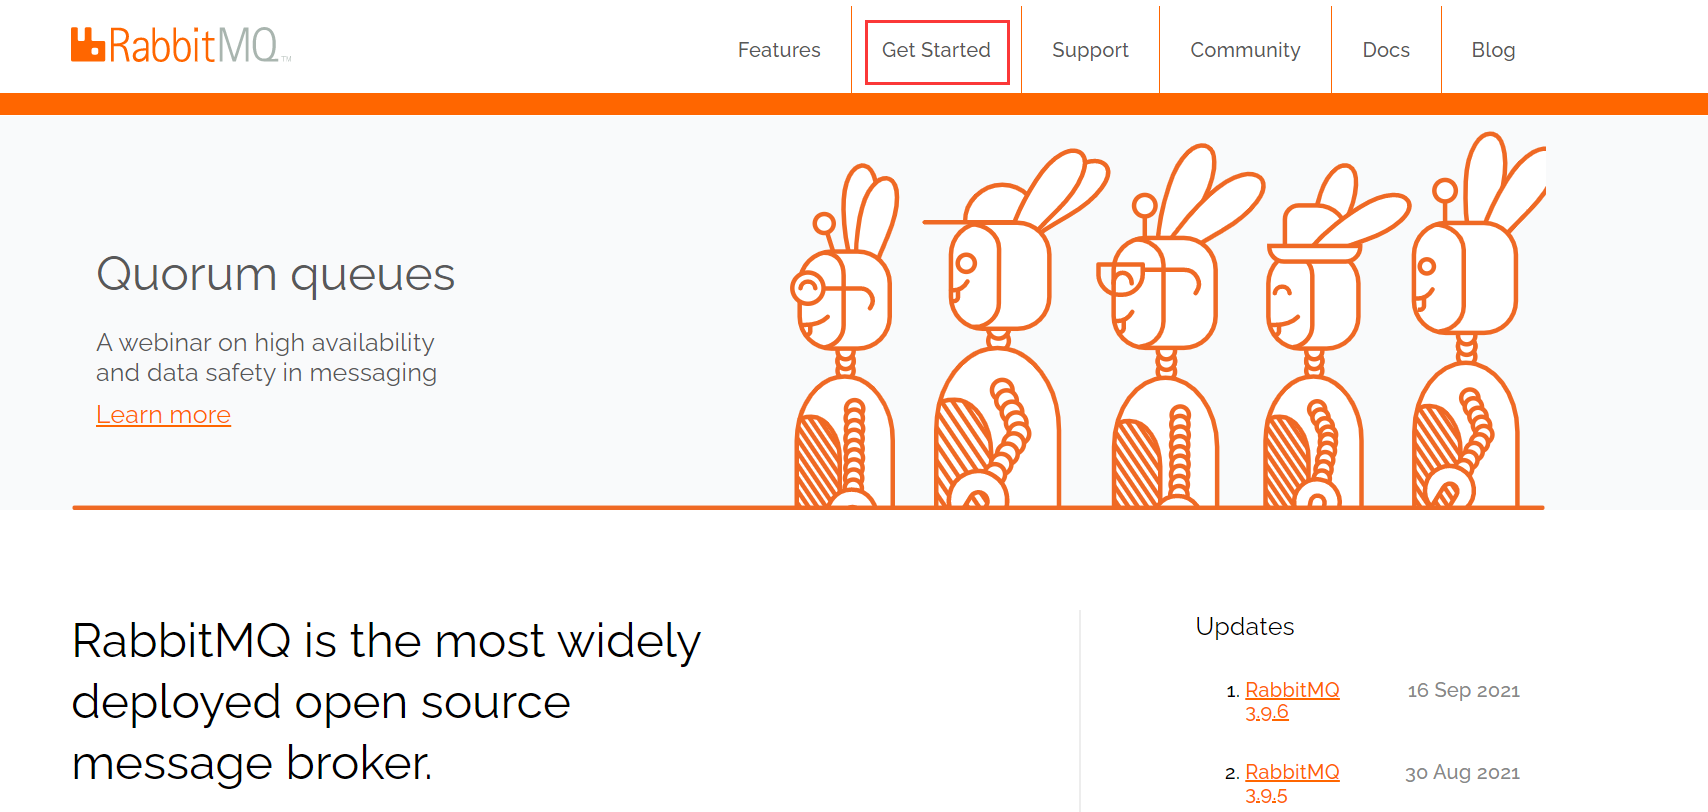 RabbitMQ™
Features
Get Started
Support
Community
Docs
Blog
Quorum queues
A webinar on high availability
and data safety in messaging
Learn more
RabbitMQ is the most widely
deployed open source
message broker.
Updates
1. RabbitMQ 16 Sep 2021
3.9.6
2. RabbitMQ 30 Aug 2021
3.9.5